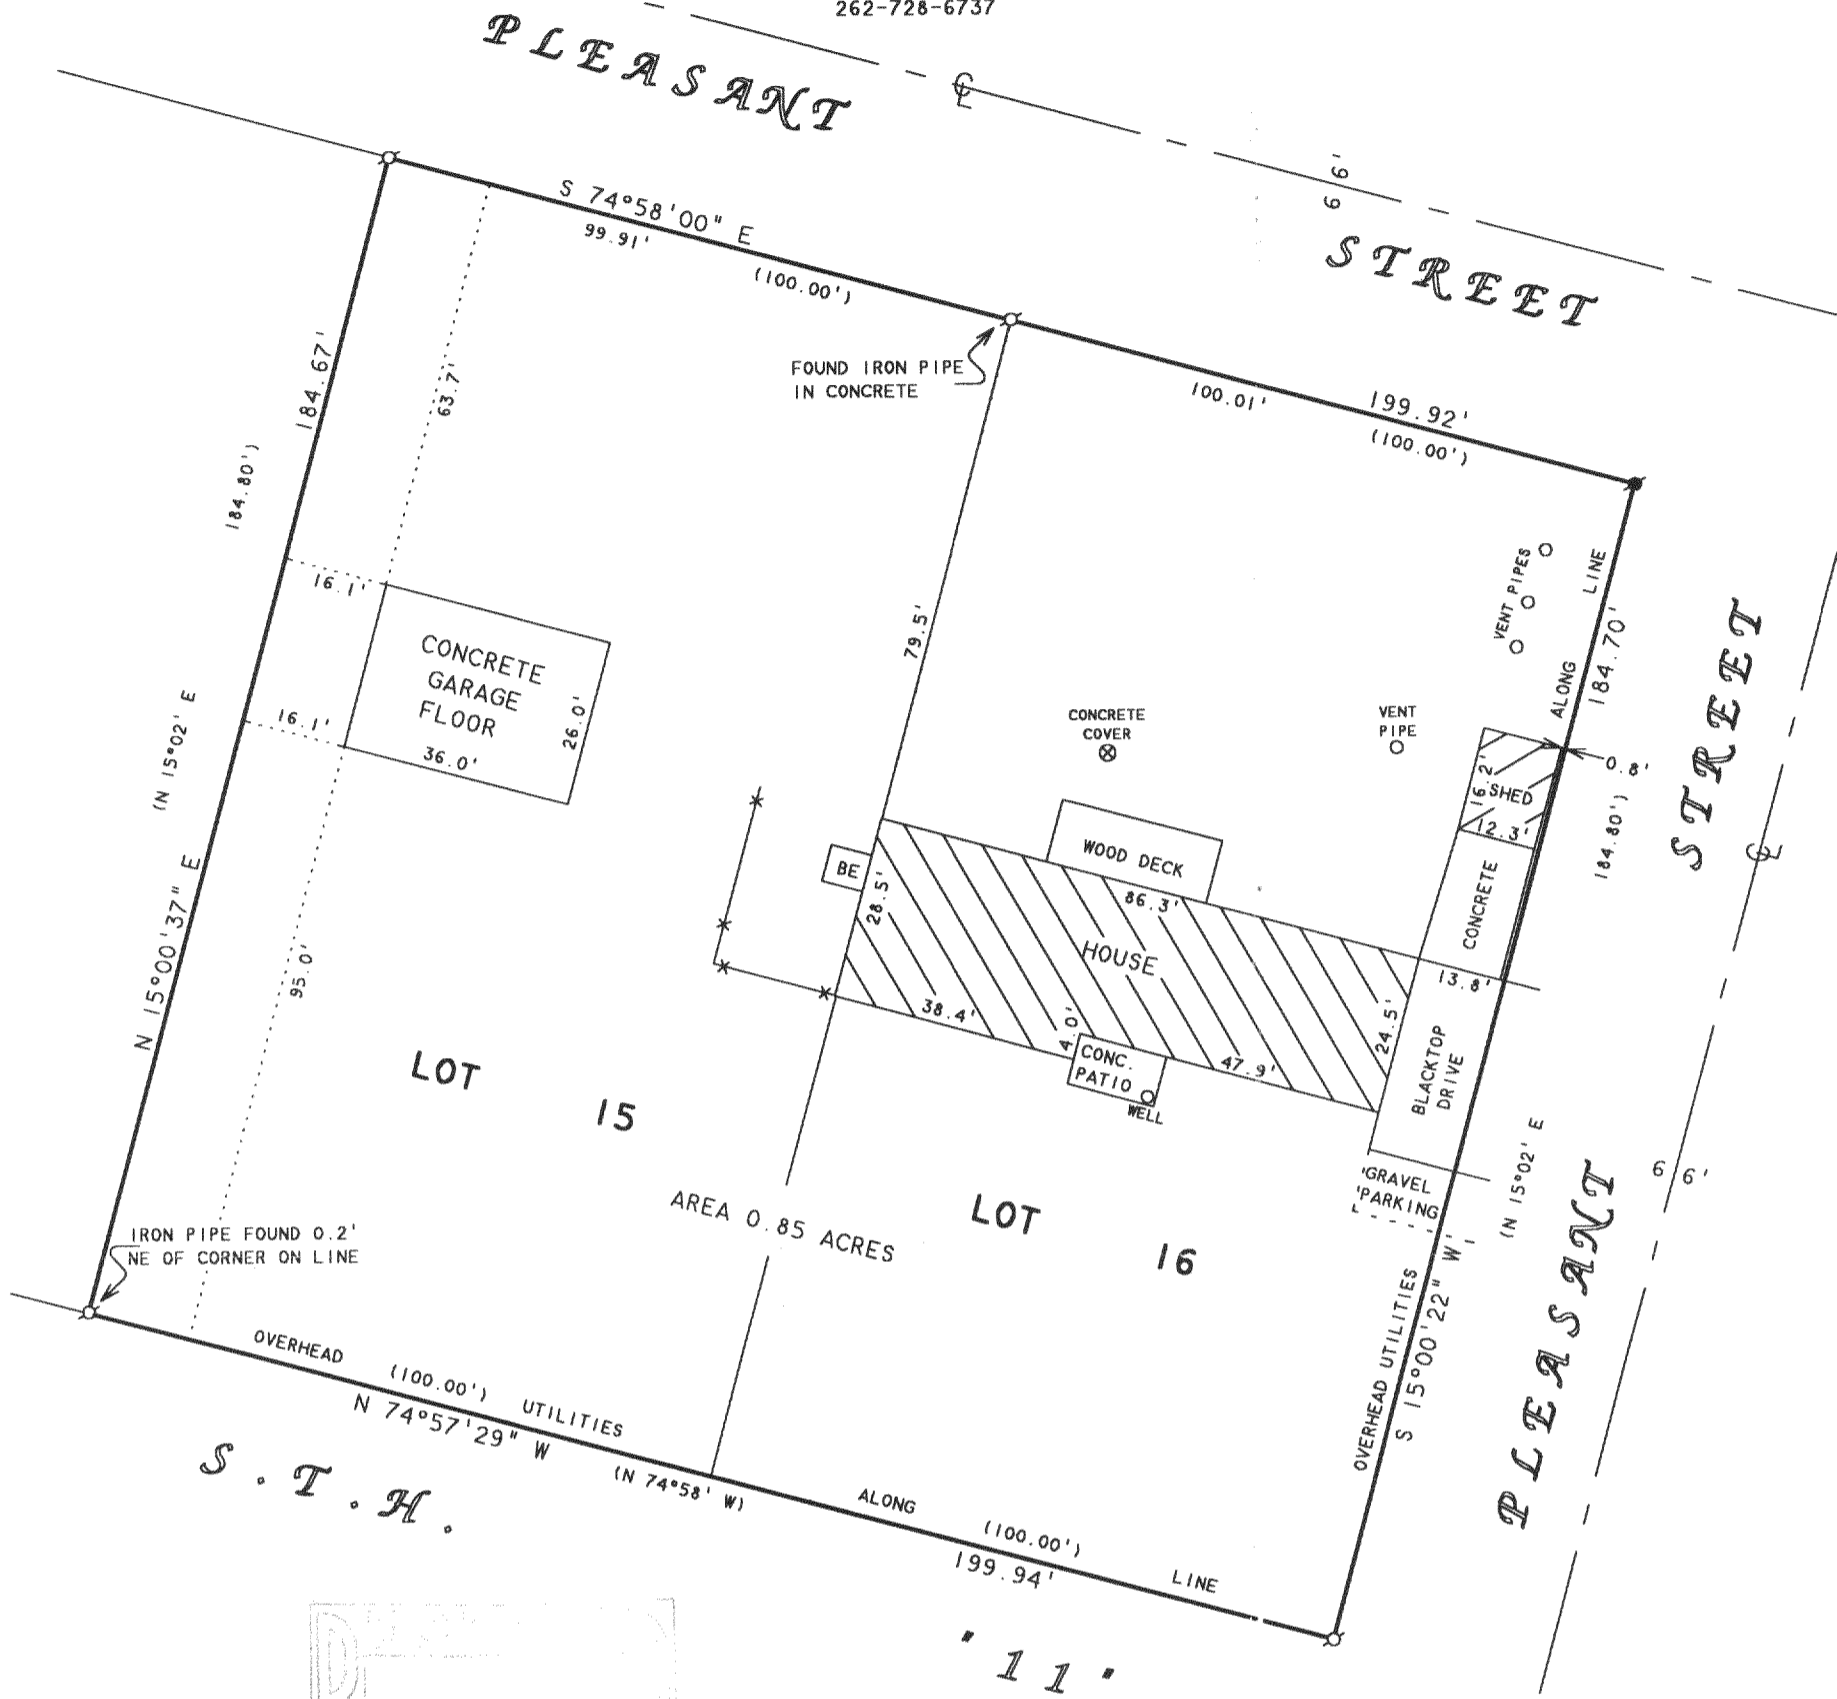 262-728-6737
PLEASANT
℄
66'
STREET
S 74°58'00" E
99.91'
(100.00')
FOUND IRON PIPE
IN CONCRETE
100.01'
199.92'
(100.00')
184.67'
(184.80')
63.7'
16.1'
CONCRETE
GARAGE
FLOOR
26.0'
36.0'
16.1'
79.5'
VENT PIPES
ALONG LINE
184.70'
CONCRETE
COVER
VENT
PIPE
0.8'
16.2'
SHED
12.3'
(184.80')
STREET
℄
(N 15°02' E
N 15°00'37" E
95.0'
BE
28.5'
WOOD DECK
86.3'
HOUSE
CONCRETE
13.8'
38.4'
4.0'
47.9'
24.5'
CONC.
PATIO
WELL
BLACKTOP
DRIVE
GRAVEL
PARKING
(N 15°02' E
66'
LOT 15
AREA 0.85 ACRES
LOT 16
IRON PIPE FOUND 0.2'
NE OF CORNER ON LINE
OVERHEAD UTILITIES
S 15°00'22" W
PLEASANT
OVERHEAD UTILITIES ALONG LINE
(100.00')
N 74°57'29" W
(N 74°58' W)
(100.00')
199.94'
S.T.H. "11"